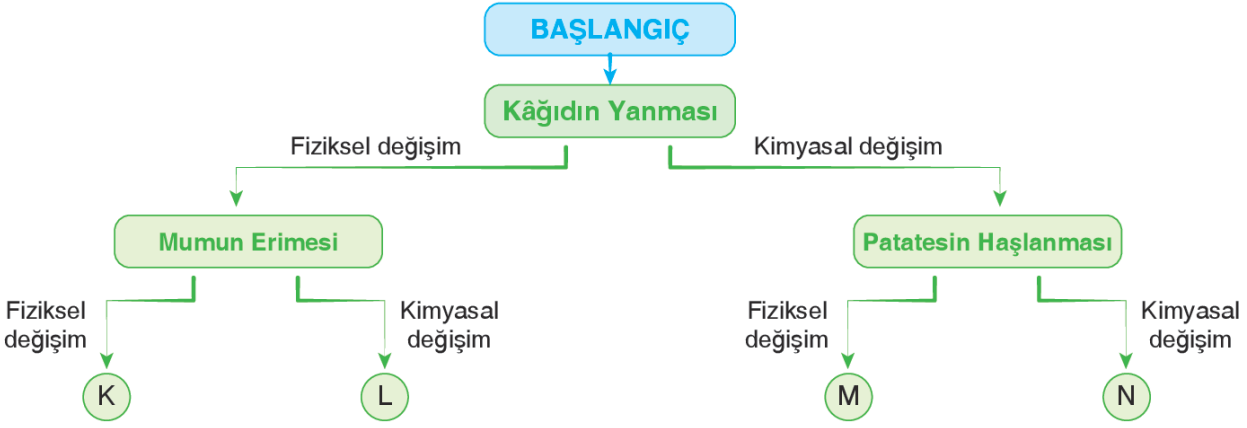 BAŞLANGIÇ
Kâğıdın Yanması
Fiziksel değişim
Kimyasal değişim
Mumun Erimesi
Patatesin Haşlanması
Fiziksel
değişim
Kimyasal
değişim
Fiziksel
değişim
Kimyasal
değişim
K
L
M
N